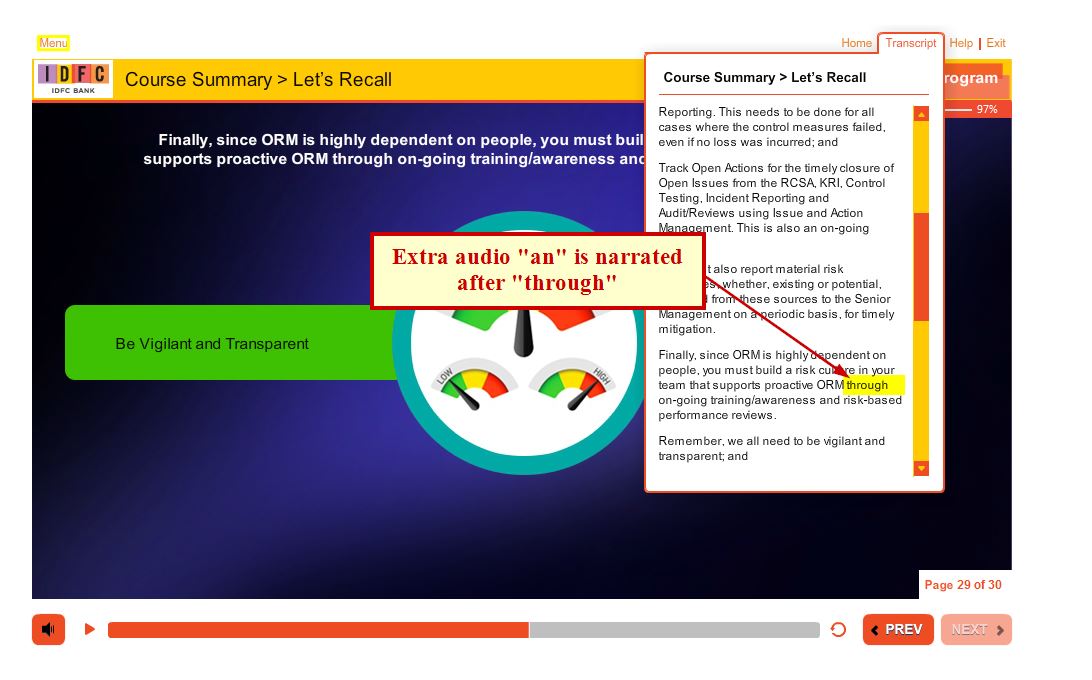 Menu
Home Transcript Help | Exit
IDFC
IDFC BANK
Course Summary > Let's Recall
rogram
97%
Finally, since ORM is highly dependent on people, you must buil
supports proactive ORM through on-going training/awareness and
Be Vigilant and Transparent
LOW
HIGH
Extra audio "an" is narrated
after "through"
Course Summary > Let's Recall
Reporting. This needs to be done for all
cases where the control measures failed,
even if no loss was incurred; and
Track Open Actions for the timely closure of
Open Issues from the RCSA, KRI, Control
Testing, Incident Reporting and
Audit/Reviews using Issue and Action
Management. This is also an on-going
t also report material risk
es, whether, existing or potential,
from these sources to the Senior
Management on a periodic basis, for timely
mitigation.
Finally, since ORM is highly dependent on
people, you must build a risk culture in your
team that supports proactive ORM through
on-going training/awareness and risk-based
performance reviews.
Remember, we all need to be vigilant and
transparent; and
Page 29 of 30
PREV
NEXT